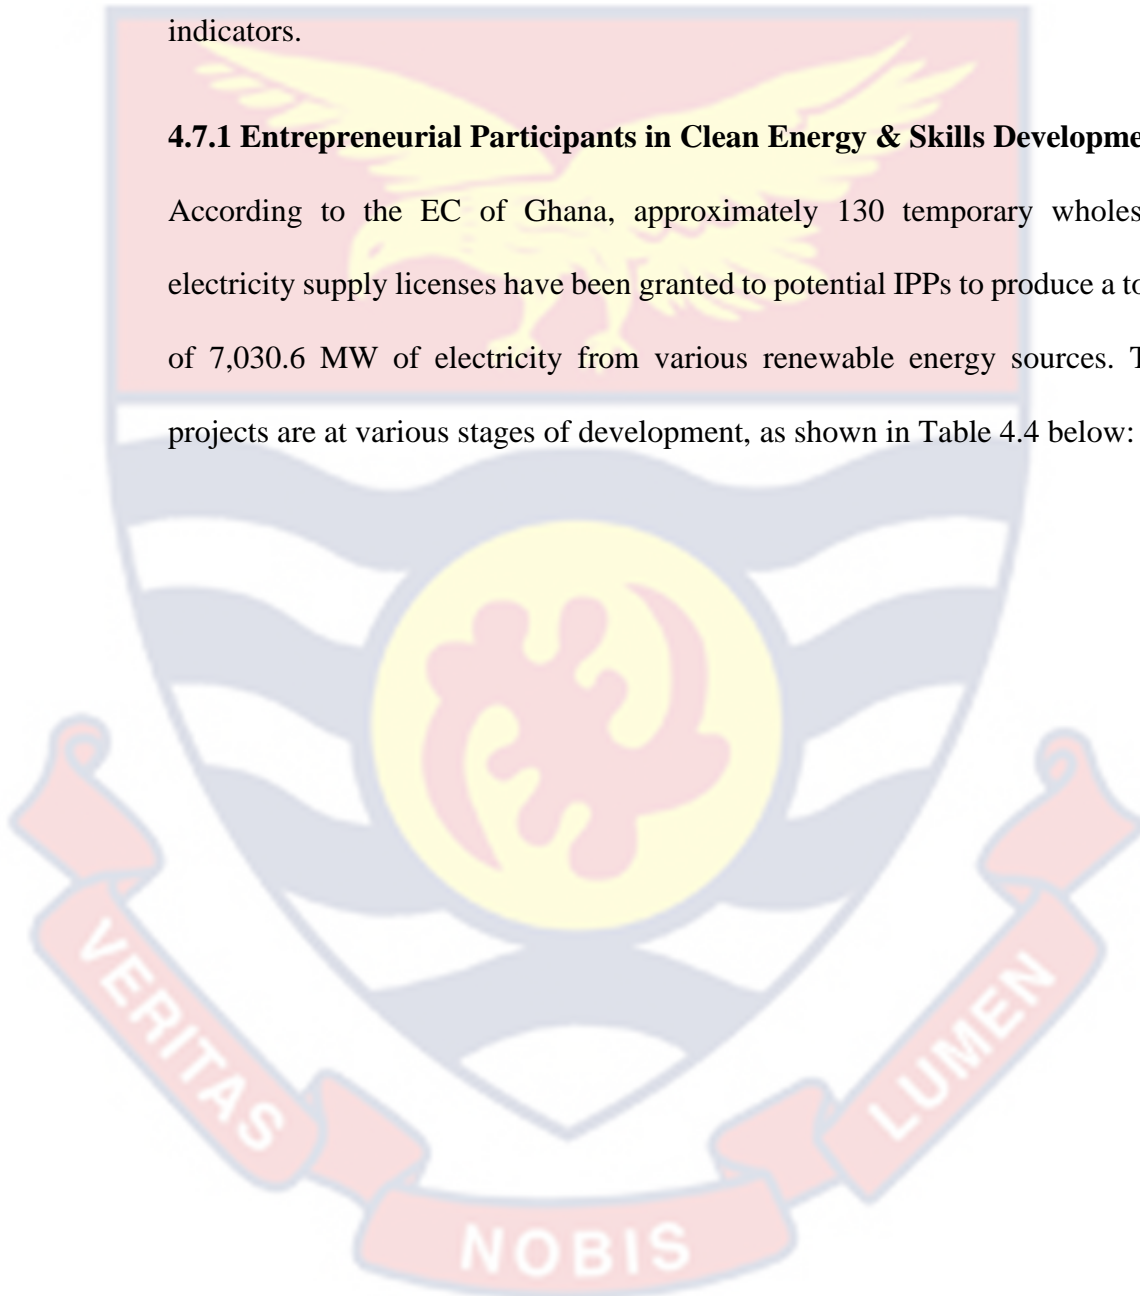 indicators.
4.7.1 Entrepreneurial Participants in Clean Energy & Skills Developme
According to the EC of Ghana, approximately 130 temporary wholes
electricity supply licenses have been granted to potential IPPs to produce a to
of 7,030.6 MW of electricity from various renewable energy sources. T
projects are at various stages of development, as shown in Table 4.4 below:
VERITAS
NOBIS
LUMEN